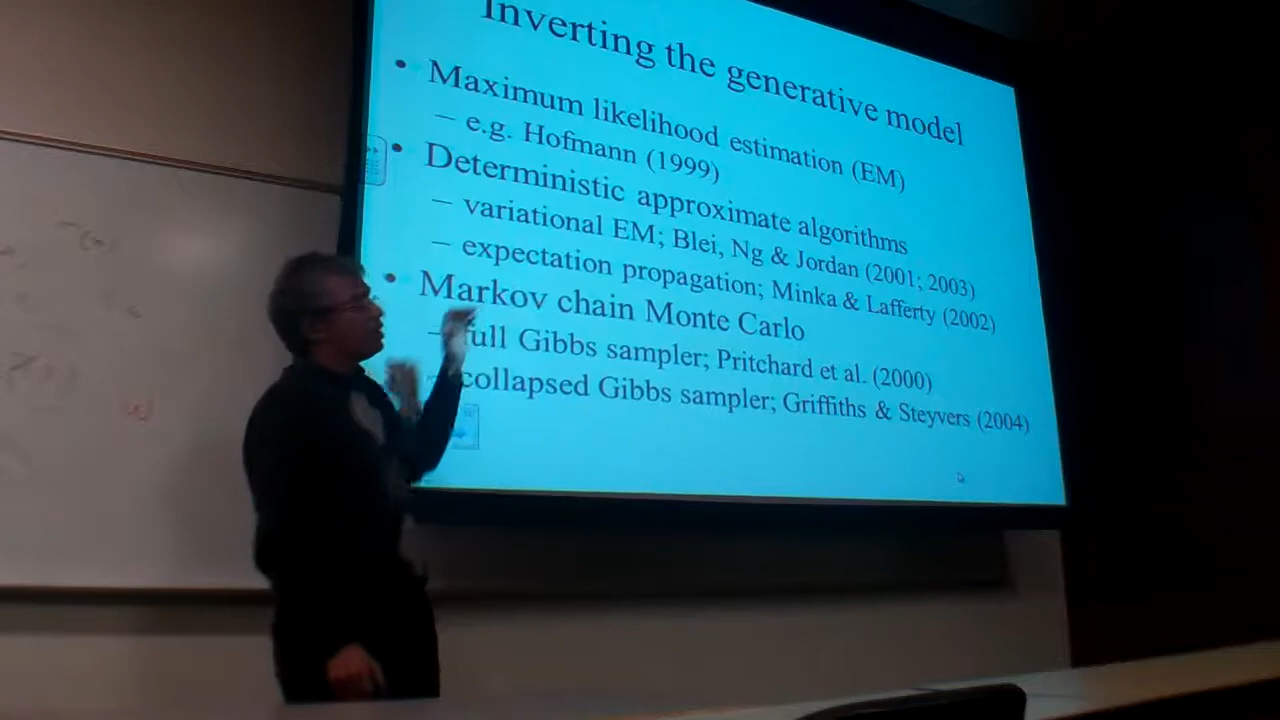 Inverting the generative model
• Maximum likelihood estimation (EM)
– e.g. Hofmann (1999)
• Deterministic approximate algorithms
– variational EM; Blei, Ng & Jordan (2001; 2003)
– expectation propagation; Minka & Lafferty (2002)
• Markov chain Monte Carlo
– full Gibbs sampler; Pritchard et al. (2000)
– collapsed Gibbs sampler; Griffiths & Steyvers (2004)